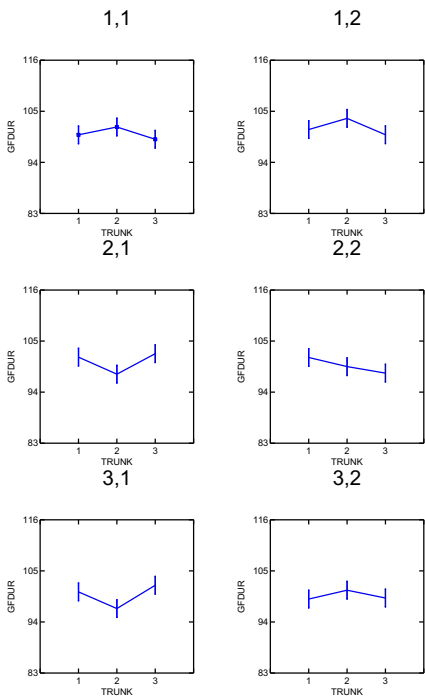 1,1 1,2
116 116
105 105
GFDUR GFDUR
94 94
83 83
1 2 3 1 2 3
TRUNK TRUNK
2,1 2,2
116 116
105 105
GFDUR GFDUR
94 94
83 83
1 2 3 1 2 3
TRUNK TRUNK
3,1 3,2
116 116
105 105
GFDUR GFDUR
94 94
83 83
1 2 3 1 2 3
TRUNK TRUNK